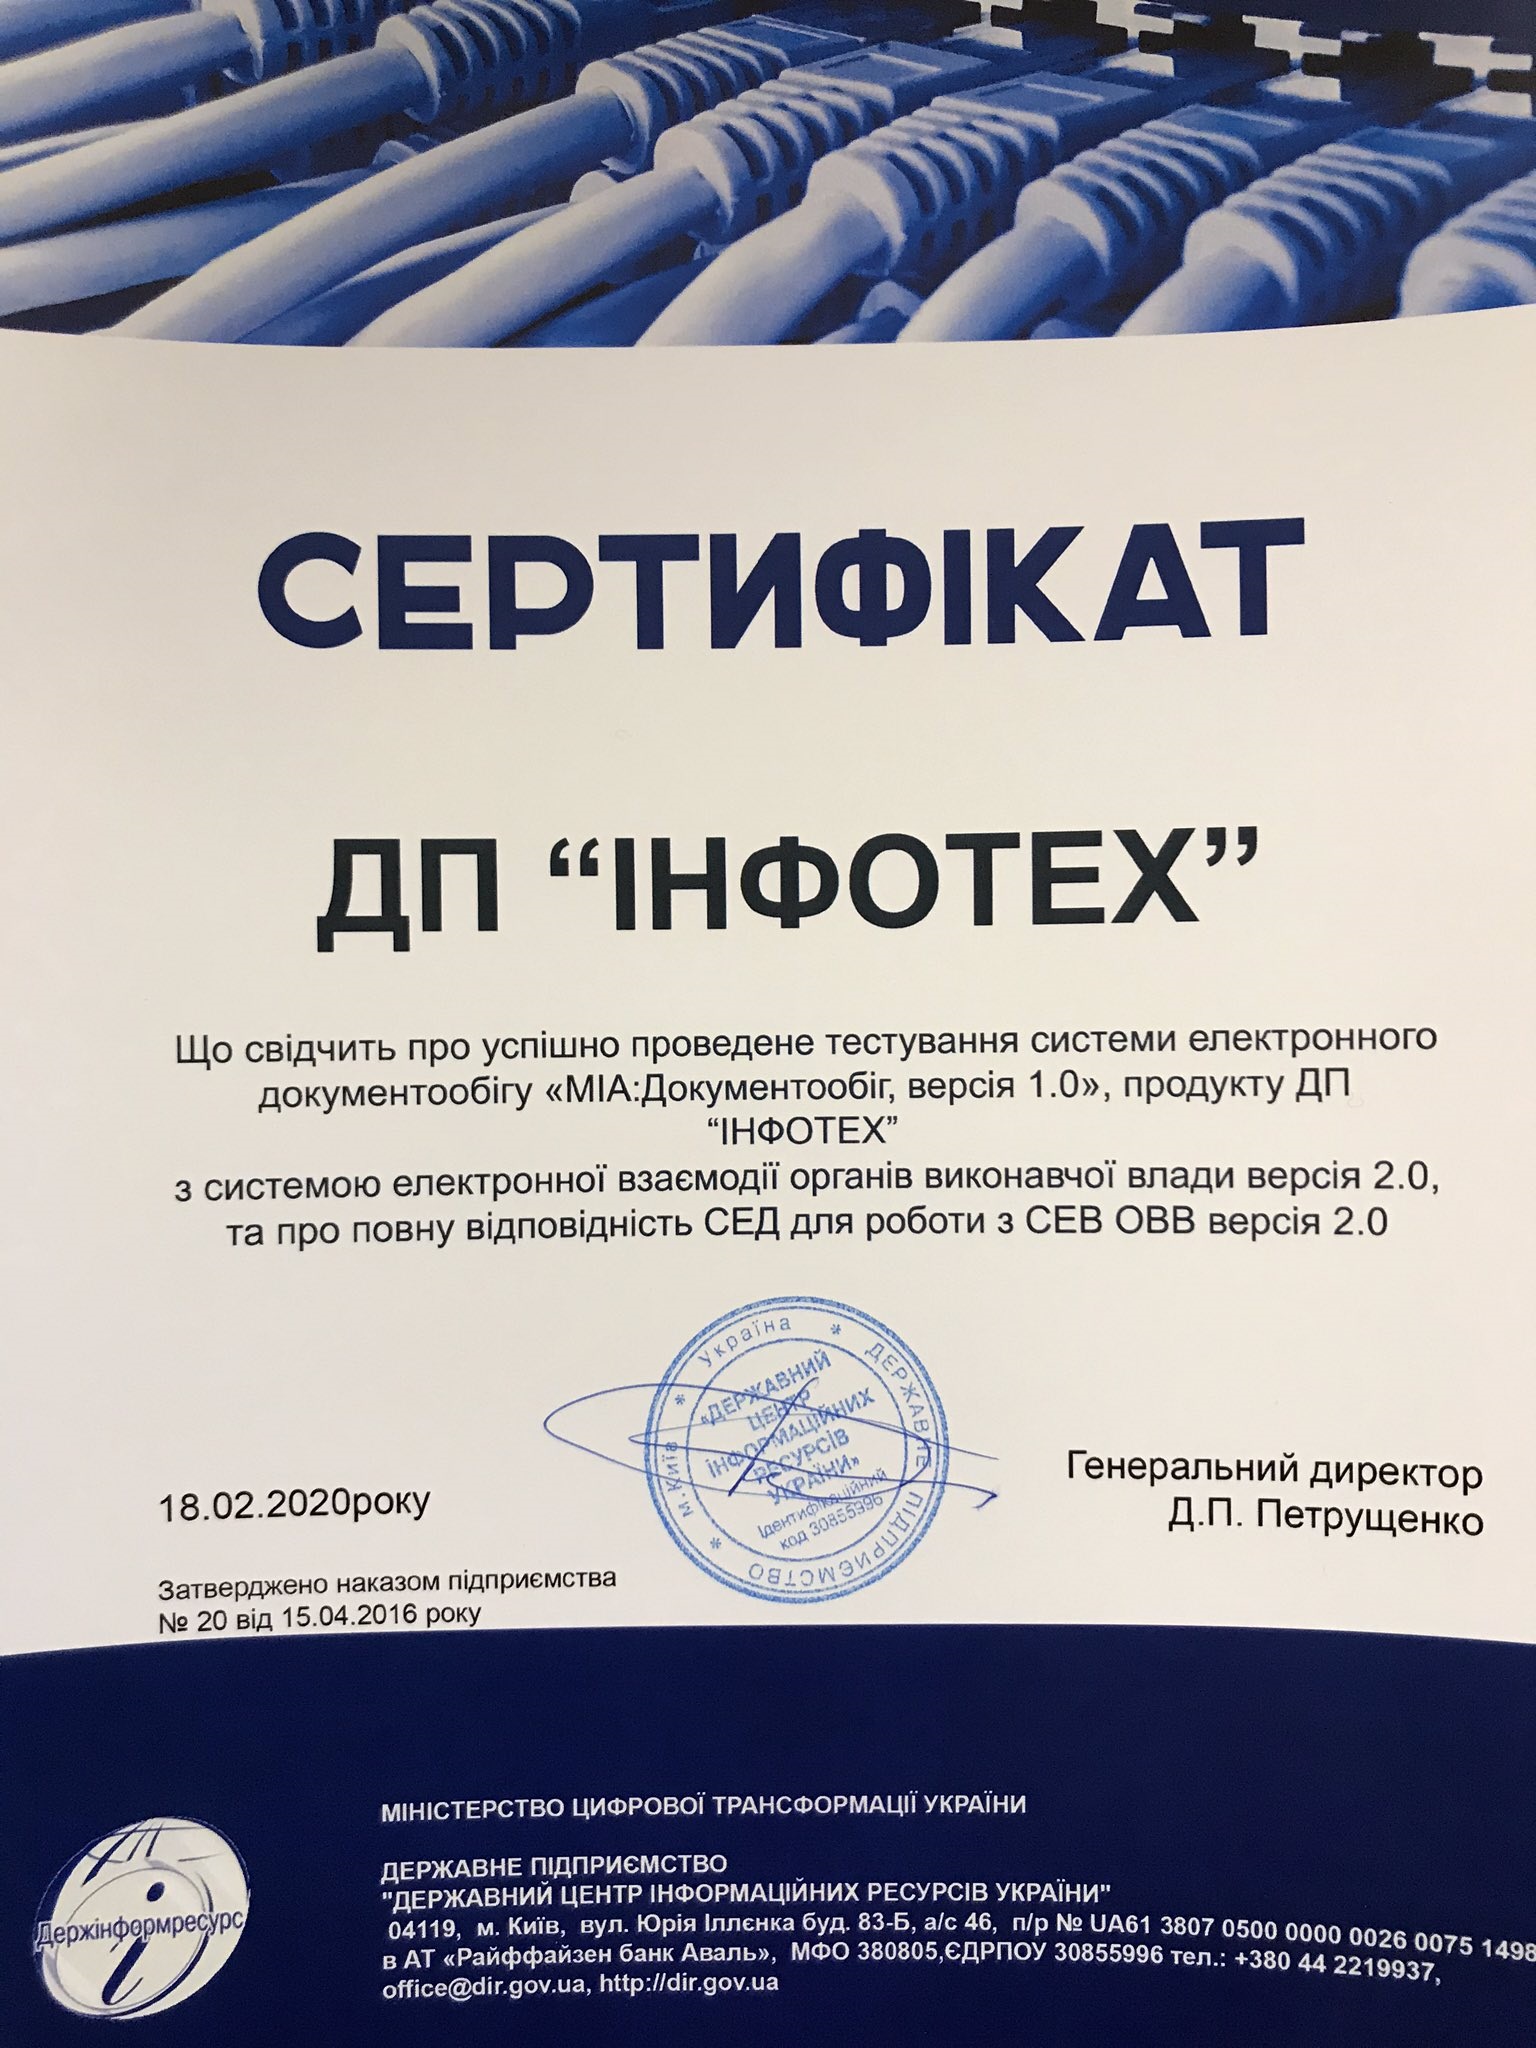 СЕРТИФІКАТ
ДП “ІНФОТЕХ”
Що свідчить про успішно проведене тестування системи електронного
документообігу «МІА:Документообіг, версія 1.0», продукту ДП
“ІНФОТЕХ”
з системою електронної взаємодії органів виконавчої влади версія 2.0,
та про повну відповідність СЕД для роботи з СЕВ ОВВ версія 2.0
* Україна * ДЕРЖАВНЕ ПІДПРИЄМСТВО * м. Київ
«ДЕРЖАВНИЙ
ЦЕНТР
ІНФОРМАЦІЙНИХ
РЕСУРСІВ
УКРАЇНИ»
Ідентифікаційний
код 30855996
18.02.2020року
Генеральний директор
Д.П. Петрущенко
Затверджено наказом підприємства
№ 20 від 15.04.2016 року
Держінформресурс
МІНІСТЕРСТВО ЦИФРОВОЇ ТРАНСФОРМАЦІЇ УКРАЇНИ
ДЕРЖАВНЕ ПІДПРИЄМСТВО
"ДЕРЖАВНИЙ ЦЕНТР ІНФОРМАЦІЙНИХ РЕСУРСІВ УКРАЇНИ"
04119, м. Київ, вул. Юрія Іллєнка буд. 83-Б, а/с 46, п/р № UA61 3807 0500 0000 0026 0075 1498
в АТ «Райффайзен банк Аваль», МФО 380805,ЄДРПОУ 30855996 тел.: +380 44 2219937,
office@dir.gov.ua, http://dir.gov.ua